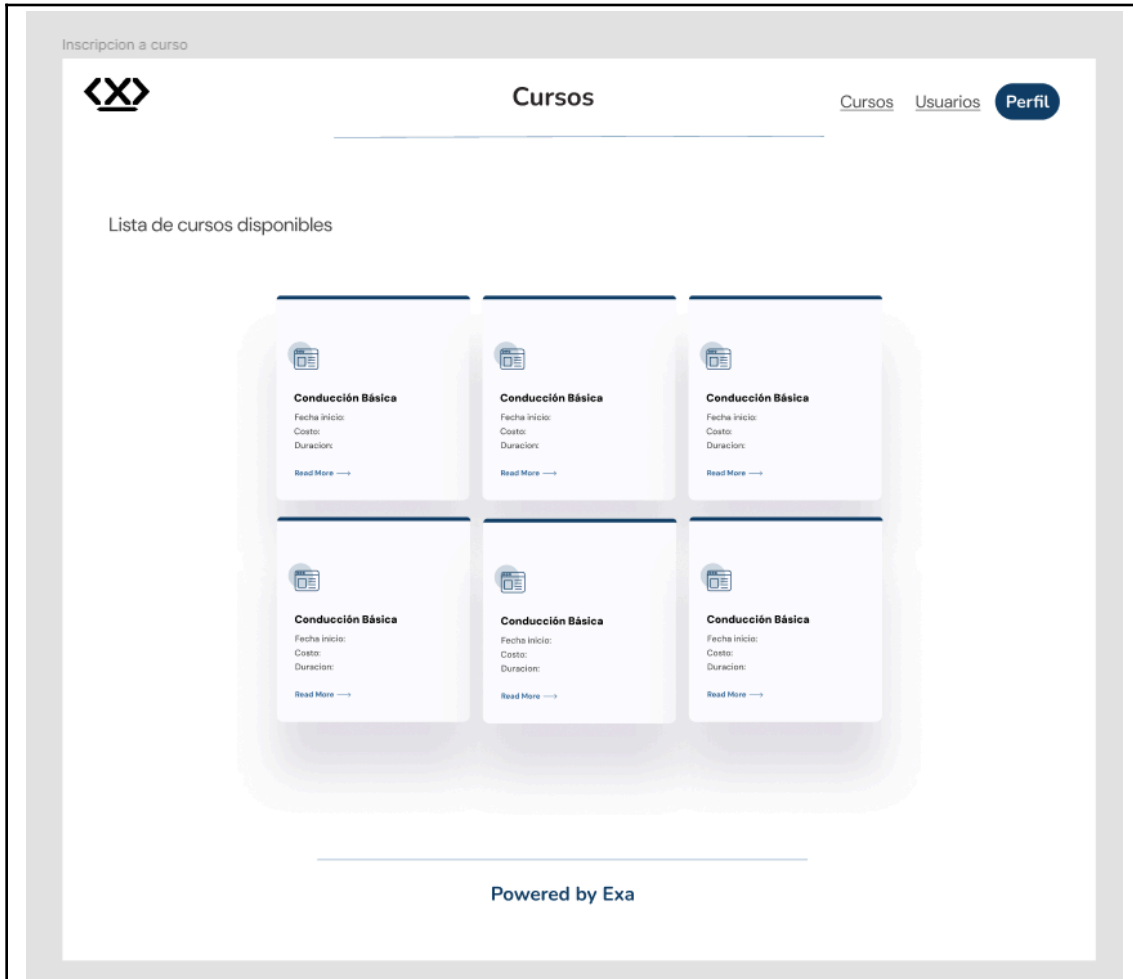 Inscripcion a curso
<X>
Cursos
Cursos Usuarios Perfil
Lista de cursos disponibles
Conducción Básica
Fecha inicio:
Costo:
Duracion:
Read More →
Conducción Básica
Fecha inicio:
Costo:
Duracion:
Read More →
Conducción Básica
Fecha inicio:
Costo:
Duracion:
Read More →
Conducción Básica
Fecha inicio:
Costo:
Duracion:
Read More →
Conducción Básica
Fecha inicio:
Costo:
Duracion:
Read More →
Conducción Básica
Fecha inicio:
Costo:
Duracion:
Read More →
Powered by Exa